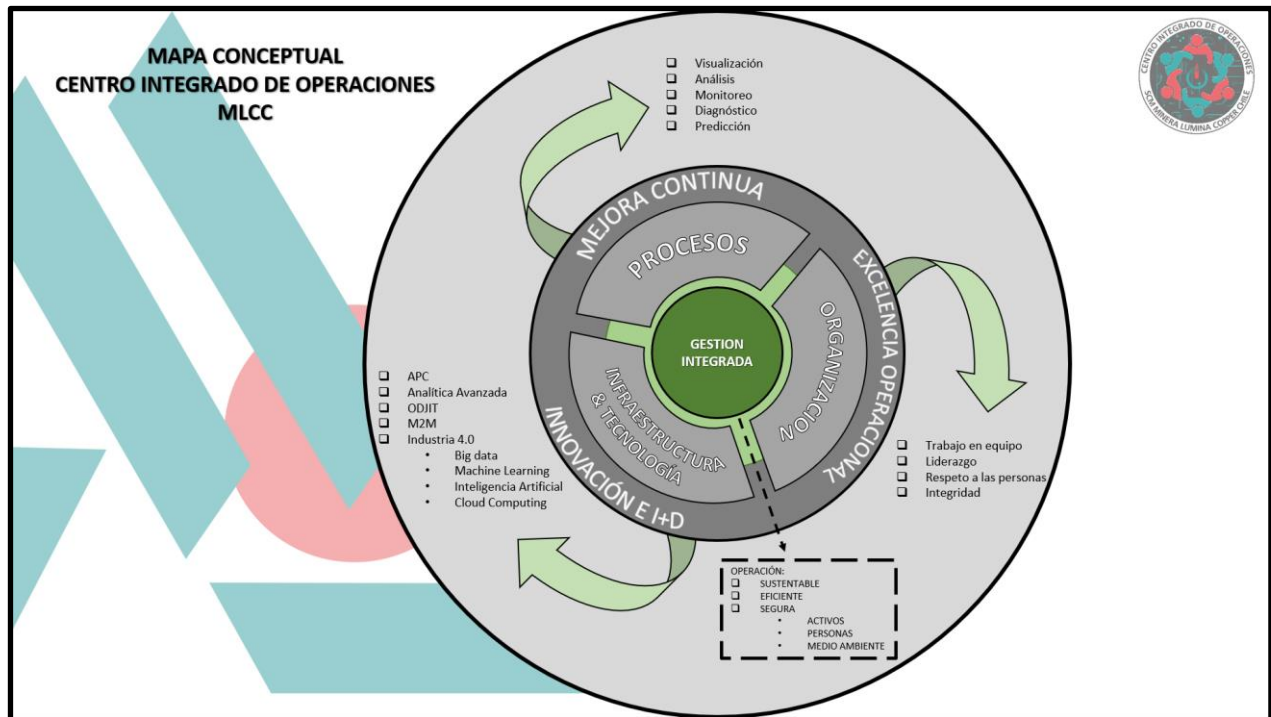 MAPA CONCEPTUAL
CENTRO INTEGRADO DE OPERACIONES
MLCC
CENTRO INTEGRADO DE OPERACIONES
SCM MINERA LUMINA COPPER CHILE
❑ Visualización
❑ Análisis
❑ Monitoreo
❑ Diagnóstico
❑ Predicción
MEJORA CONTINUA
PROCESOS
EXCELENCIA OPERACIONAL
ORGANIZACION
GESTION
INTEGRADA
INFRAESTRUCTURA
& TECNOLOGÍA
INNOVACIÓN E I+D
❑ APC
❑ Analítica Avanzada
❑ ODJIT
❑ M2M
❑ Industria 4.0
• Big data
• Machine Learning
• Inteligencia Artificial
• Cloud Computing
❑ Trabajo en equipo
❑ Liderazgo
❑ Respeto a las personas
❑ Integridad
OPERACIÓN:
❑ SUSTENTABLE
❑ EFICIENTE
❑ SEGURA
• ACTIVOS
• PERSONAS
• MEDIO AMBIENTE